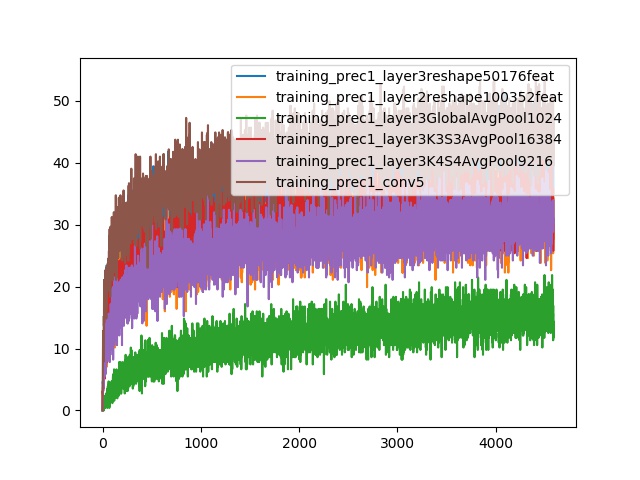 training_prec1_layer3reshape50176feat
training_prec1_layer2reshape100352feat
training_prec1_layer3GlobalAvgPool1024
training_prec1_layer3K3S3AvgPool16384
training_prec1_layer3K4S4AvgPool9216
training_prec1_conv5
50
40
30
20
10
0
0 1000 2000 3000 4000